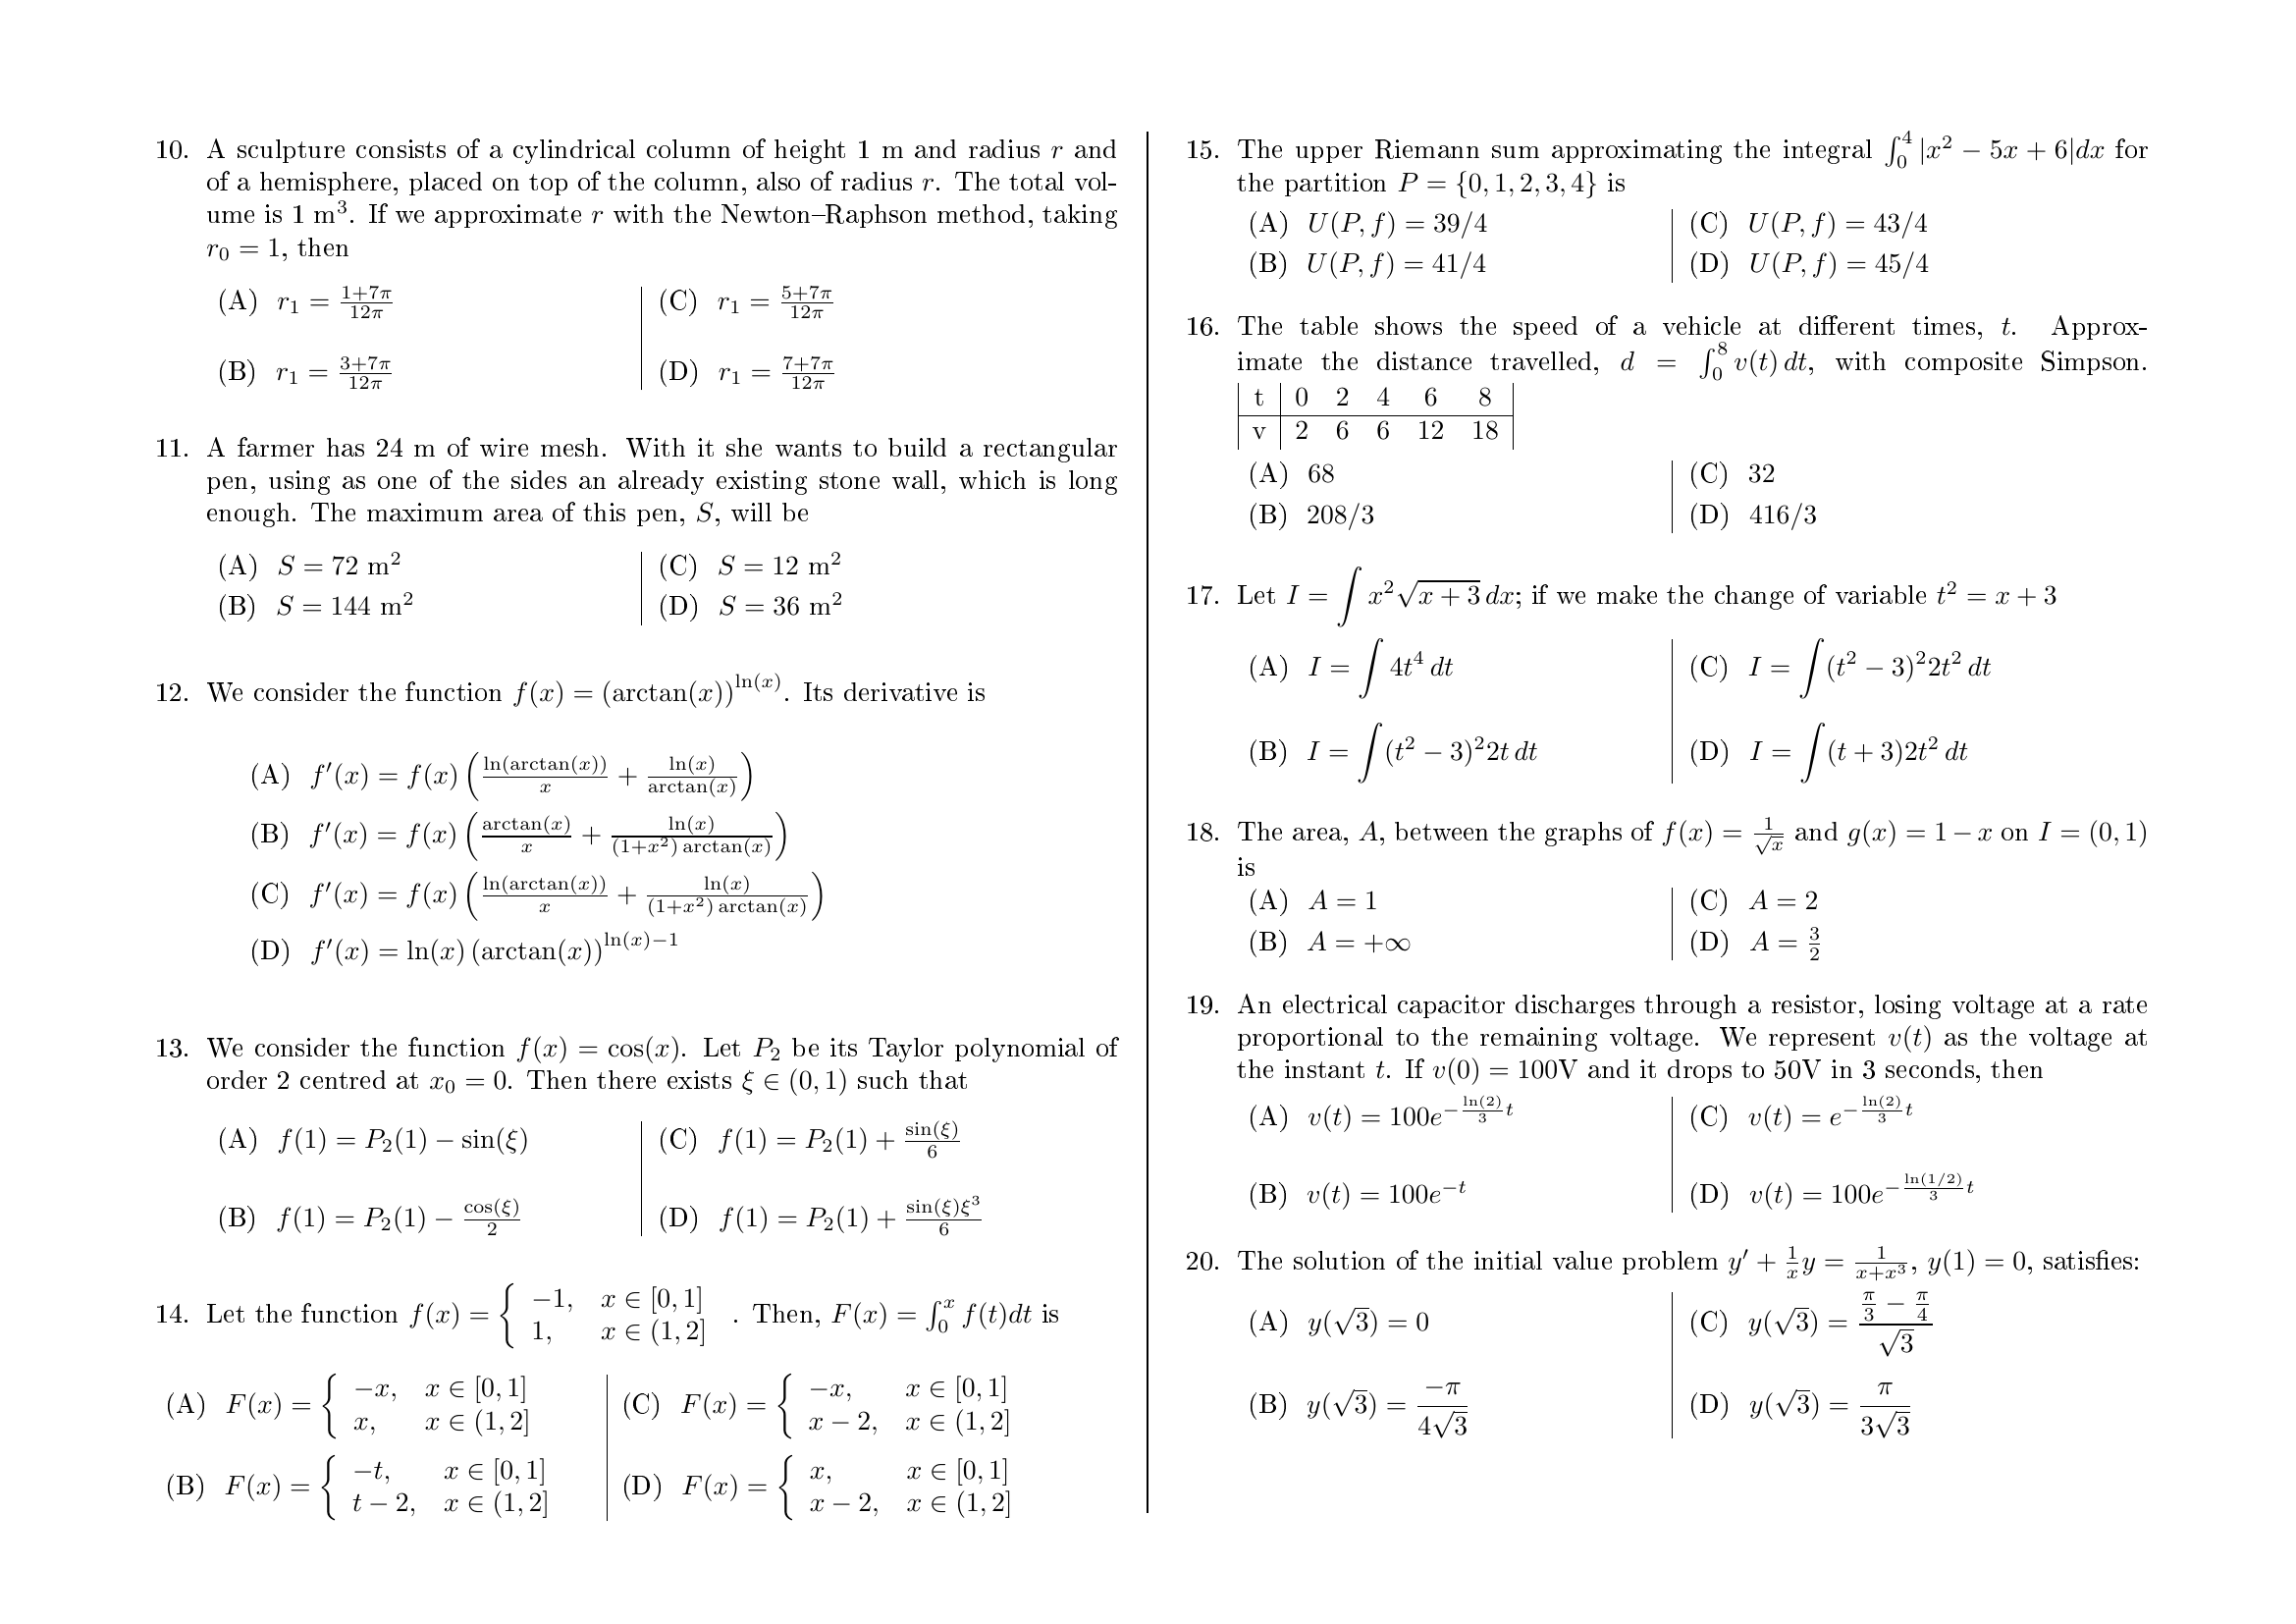 10. A sculpture consists of a cylindrical column of height 1 m and radius r and
of a hemisphere, placed on top of the column, also of radius r. The total vol-
ume is 1 m³. If we approximate r with the Newton–Raphson method, taking
r₀ = 1, then
(A) r₁ = (1+7π)/(12π)
(C) r₁ = (5+7π)/(12π)
(B) r₁ = (3+7π)/(12π)
(D) r₁ = (7+7π)/(12π)
11. A farmer has 24 m of wire mesh. With it she wants to build a rectangular
pen, using as one of the sides an already existing stone wall, which is long
enough. The maximum area of this pen, S, will be
(A) S = 72 m²
(C) S = 12 m²
(B) S = 144 m²
(D) S = 36 m²
12. We consider the function f(x) = (arctan(x))^{ln(x)}. Its derivative is
(A) f′(x) = f(x) (ln(arctan(x))/x + ln(x)/arctan(x))
(B) f′(x) = f(x) (arctan(x)/x + ln(x)/((1+x²) arctan(x)))
(C) f′(x) = f(x) (ln(arctan(x))/x + ln(x)/((1+x²) arctan(x)))
(D) f′(x) = ln(x) (arctan(x))^{ln(x)−1}
13. We consider the function f(x) = cos(x). Let P₂ be its Taylor polynomial of
order 2 centred at x₀ = 0. Then there exists ξ ∈ (0, 1) such that
(A) f(1) = P₂(1) − sin(ξ)
(C) f(1) = P₂(1) + sin(ξ)/6
(B) f(1) = P₂(1) − cos(ξ)/2
(D) f(1) = P₂(1) + sin(ξ)ξ³/6
14. Let the function f(x) = { −1, x ∈ [0, 1]
1, x ∈ (1, 2] . Then, F(x) = ∫₀ˣ f(t)dt is
(A) F(x) = { −x, x ∈ [0, 1]
x, x ∈ (1, 2]
(C) F(x) = { −x, x ∈ [0, 1]
x − 2, x ∈ (1, 2]
(B) F(x) = { −t, x ∈ [0, 1]
t − 2, x ∈ (1, 2]
(D) F(x) = { x, x ∈ [0, 1]
x − 2, x ∈ (1, 2]
15. The upper Riemann sum approximating the integral ∫₀⁴ |x² − 5x + 6|dx for
the partition P = {0, 1, 2, 3, 4} is
(A) U(P, f) = 39/4
(C) U(P, f) = 43/4
(B) U(P, f) = 41/4
(D) U(P, f) = 45/4
16. The table shows the speed of a vehicle at different times, t. Approx-
imate the distance travelled, d = ∫₀⁸ v(t) dt, with composite Simpson.
t 0 2 4 6 8
v 2 6 6 12 18
(A) 68
(C) 32
(B) 208/3
(D) 416/3
17. Let I = ∫ x²√(x + 3) dx; if we make the change of variable t² = x + 3
(A) I = ∫ 4t⁴ dt
(C) I = ∫ (t² − 3)²2t² dt
(B) I = ∫ (t² − 3)²2t dt
(D) I = ∫ (t + 3)2t² dt
18. The area, A, between the graphs of f(x) = 1/√x and g(x) = 1 − x on I = (0, 1)
is
(A) A = 1
(C) A = 2
(B) A = +∞
(D) A = 3/2
19. An electrical capacitor discharges through a resistor, losing voltage at a rate
proportional to the remaining voltage. We represent v(t) as the voltage at
the instant t. If v(0) = 100V and it drops to 50V in 3 seconds, then
(A) v(t) = 100e^{−(ln(2)/3)t}
(C) v(t) = e^{−(ln(2)/3)t}
(B) v(t) = 100e^{−t}
(D) v(t) = 100e^{−(ln(1/2)/3)t}
20. The solution of the initial value problem y′ + (1/x)y = 1/(x+x³), y(1) = 0, satisfies:
(A) y(√3) = 0
(C) y(√3) = (π/3 − π/4)/√3
(B) y(√3) = −π/(4√3)
(D) y(√3) = π/(3√3)